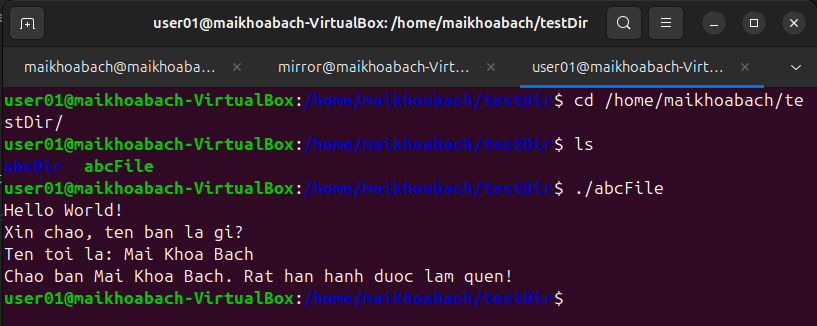 user01@maikhoabach-VirtualBox: /home/maikhoabach/testDir
maikhoabach@maikhoaba... × mirror@maikhoabach-Virt... × user01@maikhoabach-Virt... ×
user01@maikhoabach-VirtualBox:/home/maikhoabach/testDir$ cd /home/maikhoabach/te
stDir/
user01@maikhoabach-VirtualBox:/home/maikhoabach/testDir$ ls
abcDir  abcFile
user01@maikhoabach-VirtualBox:/home/maikhoabach/testDir$ ./abcFile
Hello World!
Xin chao, ten ban la gi?
Ten toi la: Mai Khoa Bach
Chao ban Mai Khoa Bach. Rat han hanh duoc lam quen!
user01@maikhoabach-VirtualBox:/home/maikhoabach/testDir$